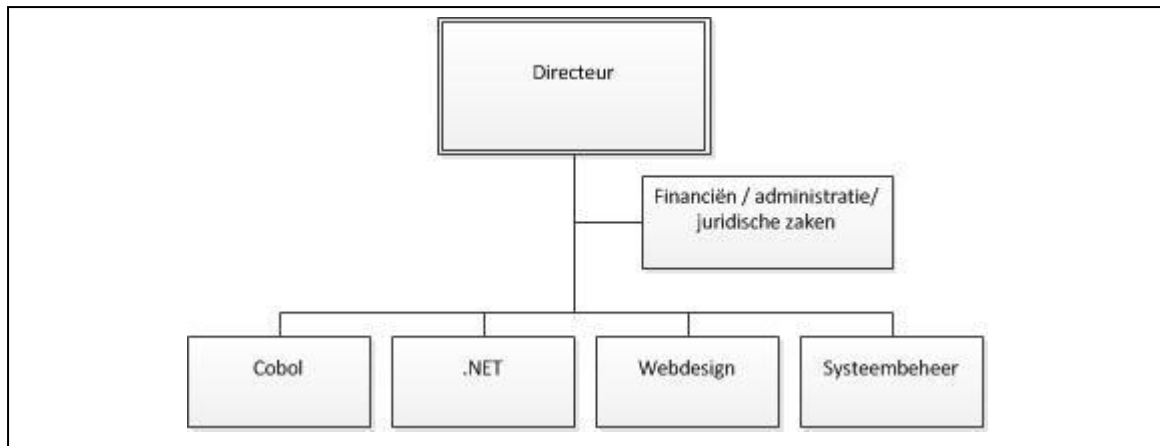 Directeur
Financiën / administratie/
juridische zaken
Cobol
.NET
Webdesign
Systeembeheer